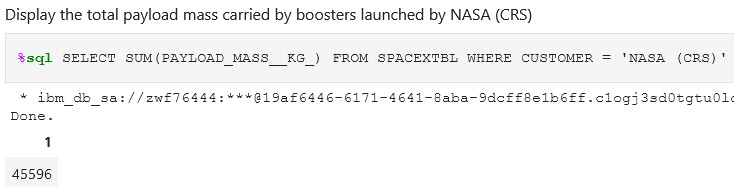 Display the total payload mass carried by boosters launched by NASA (CRS)
%sql SELECT SUM(PAYLOAD_MASS__KG_) FROM SPACEXTBL WHERE CUSTOMER = 'NASA (CRS)'
* ibm_db_sa://zwf76444:***@19af6446-6171-4641-8aba-9dcff8e1b6ff.c1ogj3sd0tgtu0lq
Done.
1
45596